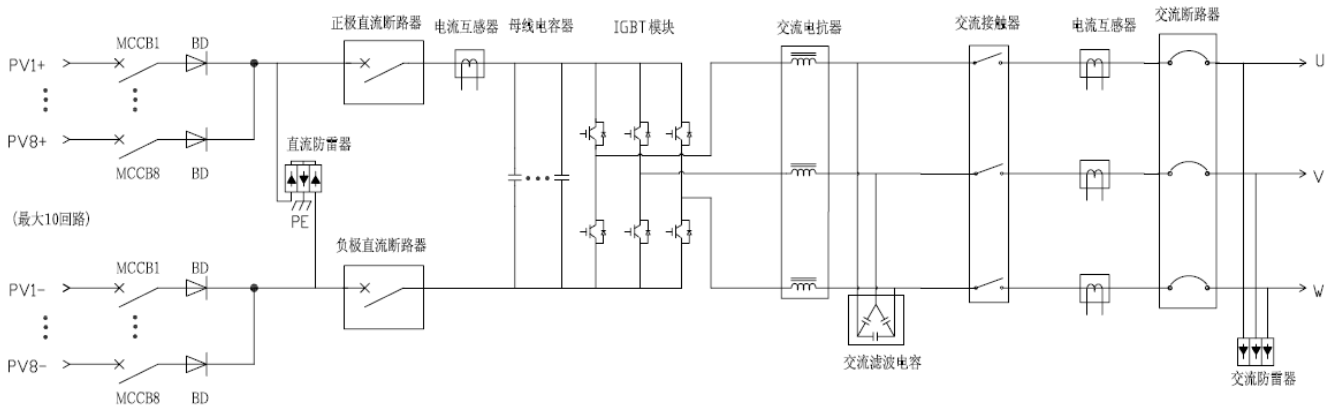 正极直流断路器
电流互感器
母线电容器
IGBT 模块
交流电抗器
交流接触器
电流互感器
交流断路器
MCCB1
BD
PV1+
U
PV8+
MCCB8
BD
直流防雷器
PE
V
(最大10回路)
负极直流断路器
MCCB1
BD
PV1-
W
PV8-
MCCB8
BD
交流滤波电容
交流防雷器